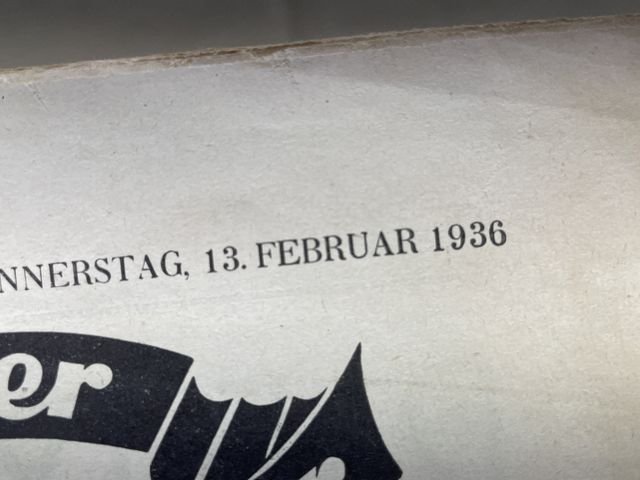 NNERSTAG, 13. FEBRUAR 1936
er